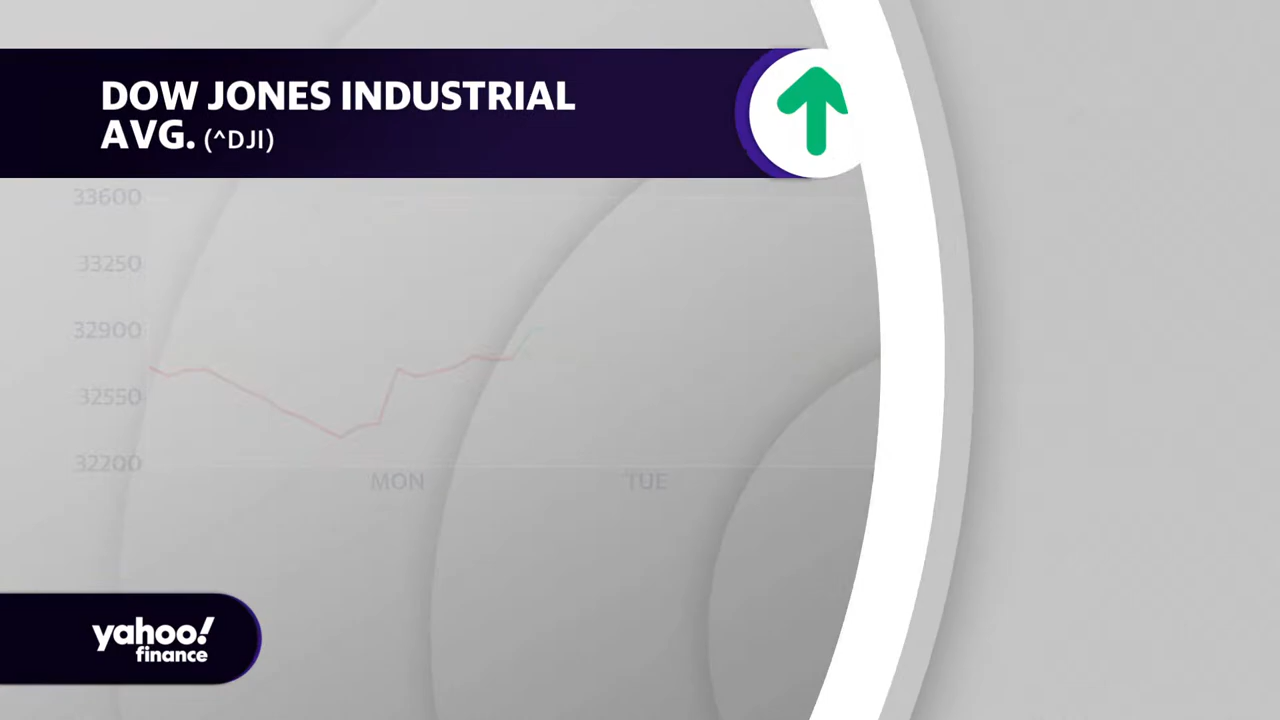 DOW JONES INDUSTRIAL
AVG. (^DJI)
33600
33250
32900
32550
32200
MON TUE
yahoo!
finance